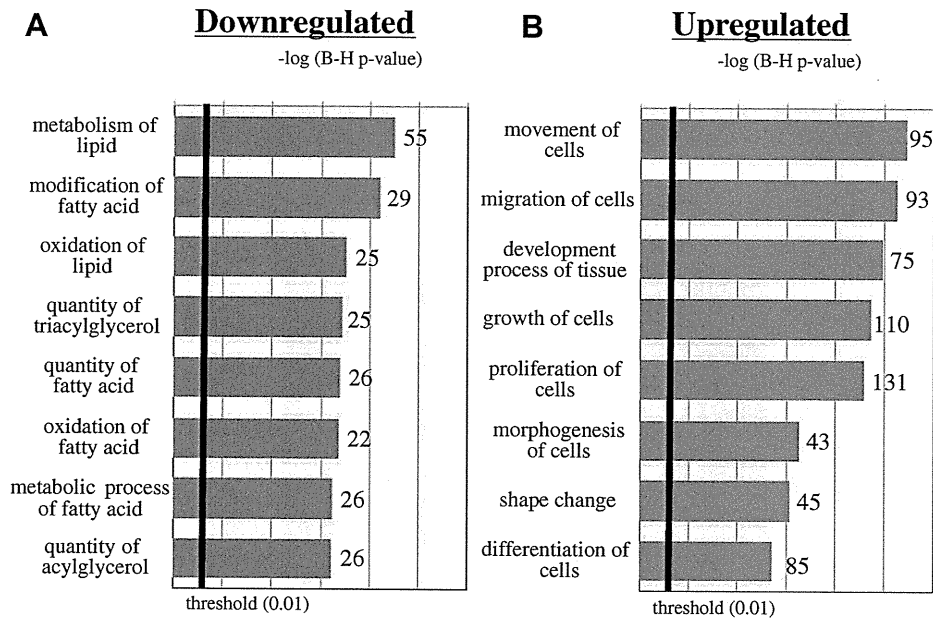 A
Downregulated
-log (B-H p-value)
metabolism of
lipid
55
modification of
fatty acid
29
oxidation of
lipid
25
quantity of
triacylglycerol
25
quantity of
fatty acid
26
oxidation of
fatty acid
22
metabolic process
of fatty acid
26
quantity of
acylglycerol
26
threshold (0.01)
B
Upregulated
-log (B-H p-value)
movement of
cells
95
migration of cells
93
development
process of tissue
75
growth of cells
110
proliferation of
cells
131
morphogenesis
of cells
43
shape change
45
differentiation of
cells
85
threshold (0.01)